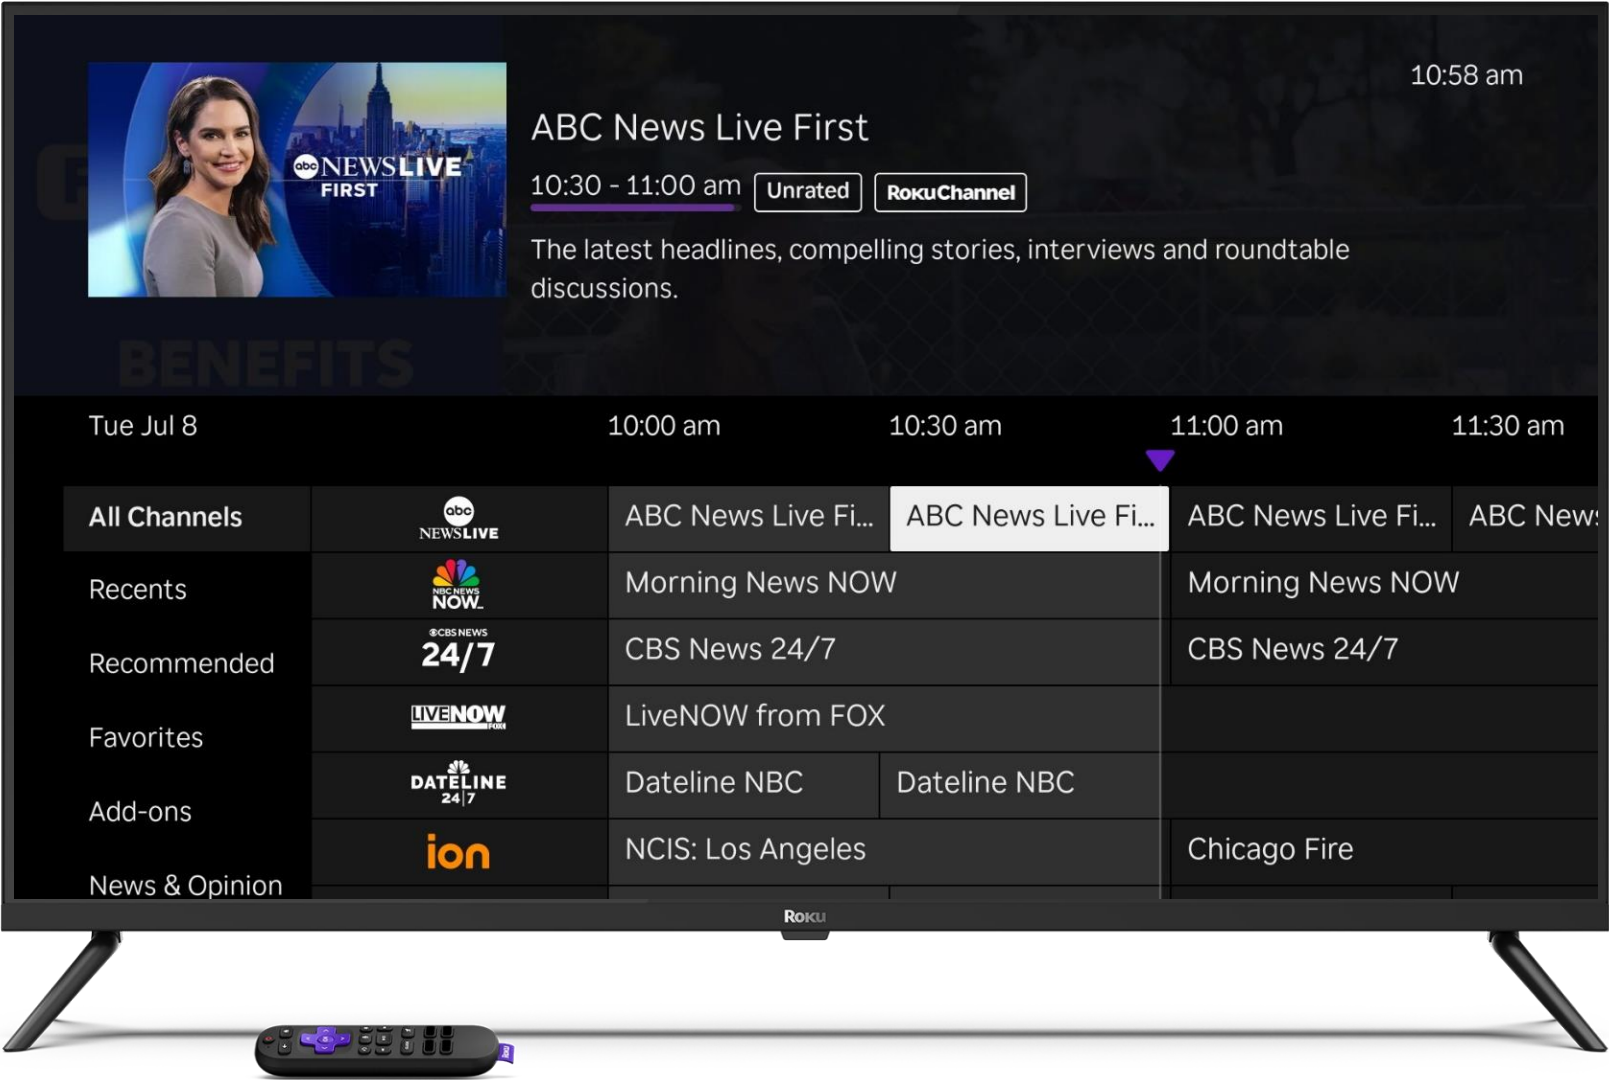 10:58 am
abc NEWSLIVE
FIRST
ABC News Live First
10:30 - 11:00 am
Unrated
RokuChannel
The latest headlines, compelling stories, interviews and roundtable
discussions.
BENEFITS
Tue Jul 8
10:00 am
10:30 am
11:00 am
11:30 am
All Channels
abc
NEWSLIVE
ABC News Live Fi...
ABC News Live Fi...
ABC News Live Fi...
ABC News
Recents
NBC NEWS
NOW
Morning News NOW
Morning News NOW
Recommended
CBS NEWS
24/7
CBS News 24/7
CBS News 24/7
Favorites
LIVENOW
FOX
LiveNOW from FOX
Add-ons
DATELINE
24|7
Dateline NBC
Dateline NBC
News & Opinion
ion
NCIS: Los Angeles
Chicago Fire
ROKU
Roku